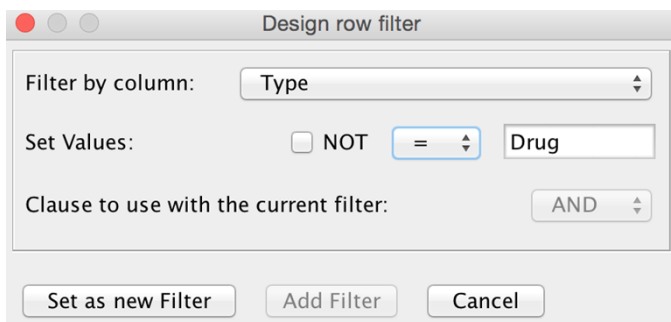 Design row filter
Filter by column: Type
Set Values: NOT = Drug
Clause to use with the current filter: AND
Set as new Filter Add Filter Cancel